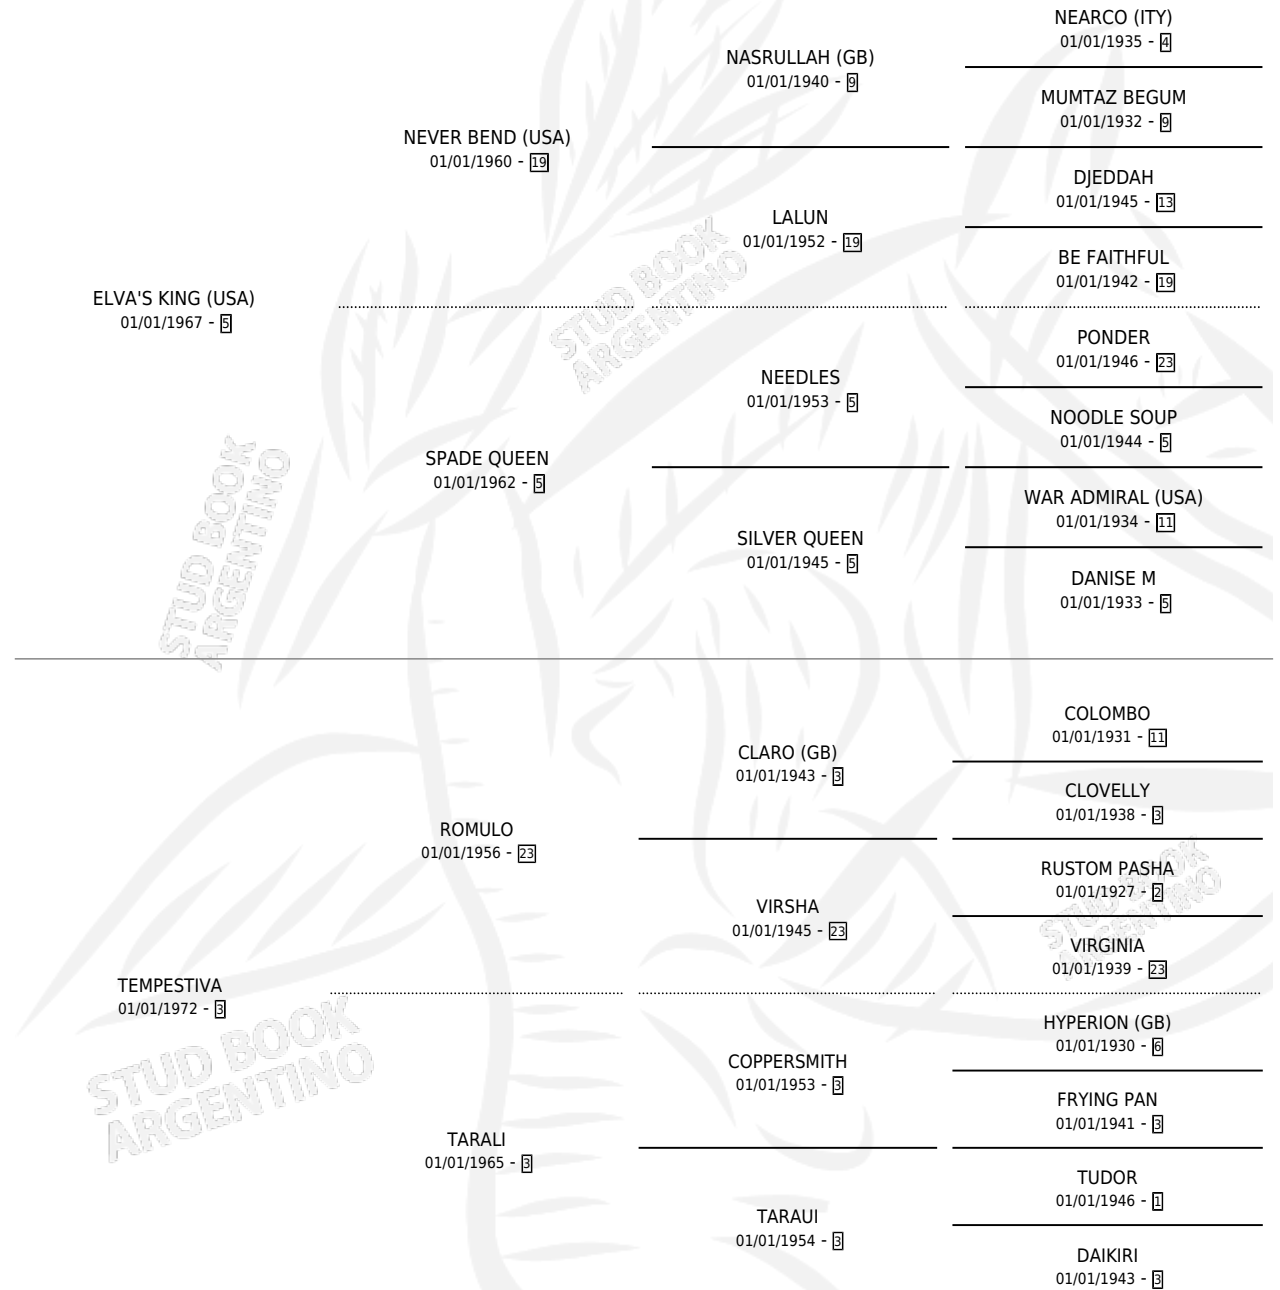 NEARCO (ITY)
01/01/1935 - 4
NASRULLAH (GB)
01/01/1940 - 9
MUMTAZ BEGUM
01/01/1932 - 9
NEVER BEND (USA)
01/01/1960 - 19
DJEDDAH
01/01/1945 - 13
LALUN
01/01/1952 - 19
BE FAITHFUL
01/01/1942 - 19
ELVA'S KING (USA)
01/01/1967 - 5
PONDER
01/01/1946 - 23
NEEDLES
01/01/1953 - 5
NOODLE SOUP
01/01/1944 - 5
SPADE QUEEN
01/01/1962 - 5
WAR ADMIRAL (USA)
01/01/1934 - 11
SILVER QUEEN
01/01/1945 - 5
DANISE M
01/01/1933 - 5
COLOMBO
01/01/1931 - 11
CLARO (GB)
01/01/1943 - 3
CLOVELLY
01/01/1938 - 3
ROMULO
01/01/1956 - 23
RUSTOM PASHA
01/01/1927 - 2
VIRSHA
01/01/1945 - 23
VIRGINIA
01/01/1939 - 23
TEMPESTIVA
01/01/1972 - 3
HYPERION (GB)
01/01/1930 - 6
COPPERSMITH
01/01/1953 - 3
FRYING PAN
01/01/1941 - 3
TARALI
01/01/1965 - 3
TUDOR
01/01/1946 - 1
TARAUI
01/01/1954 - 3
DAIKIRI
01/01/1943 - 3
STUD BOOK
ARGENTINO
STUD BOOK
ARGENTINO
STUD BOOK
ARGENTINO
STUD BOOK
ARGENTINO